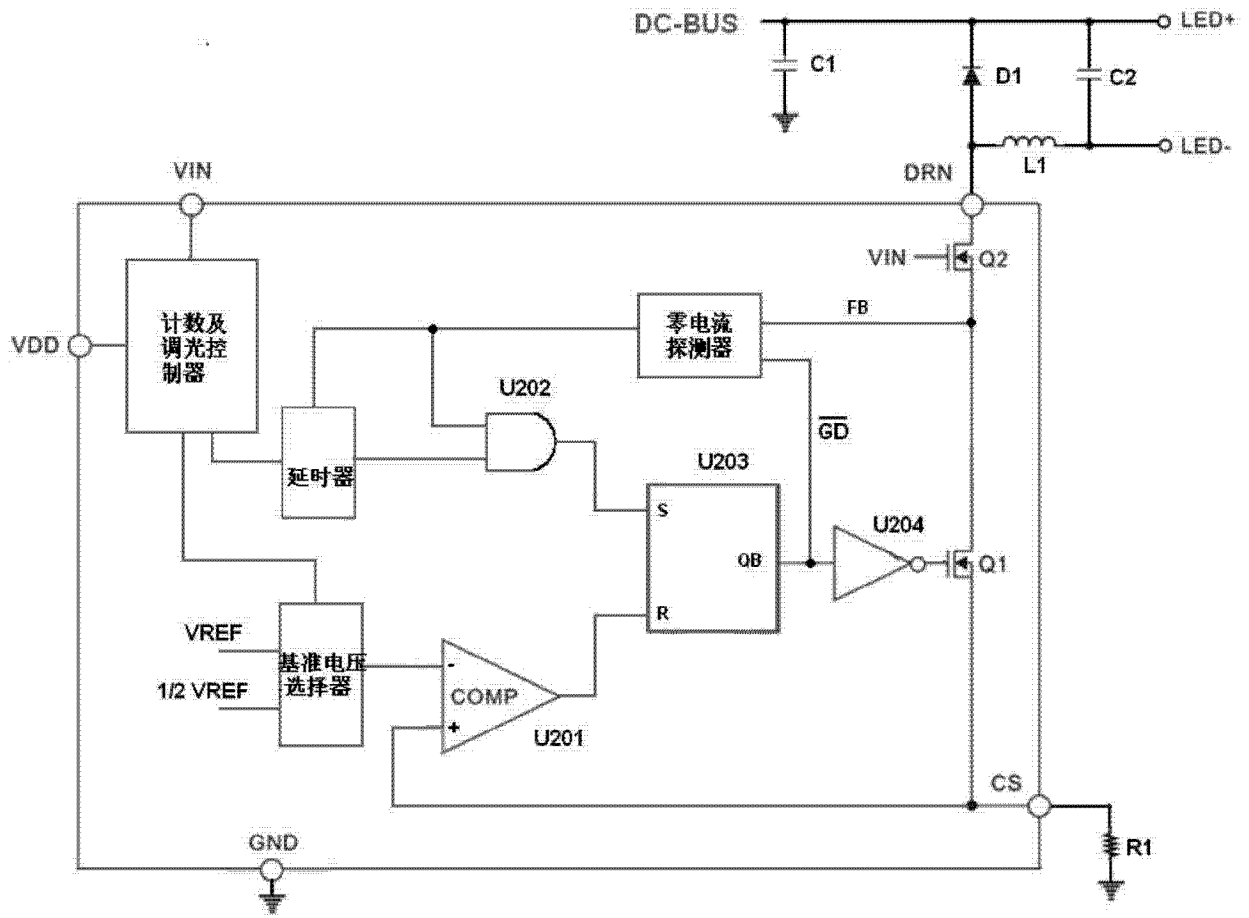 DC-BUS
LED+
C1
D1
C2
LED-
L1
DRN
VIN
VIN
Q2
计数及
调光控
制器
VDD
零电流
探测器
FB
U202
GD
延时器
U203
S
QB
R
U204
Q1
VREF
1/2 VREF
基准电压
选择器
-
COMP
+
U201
CS
GND
R1